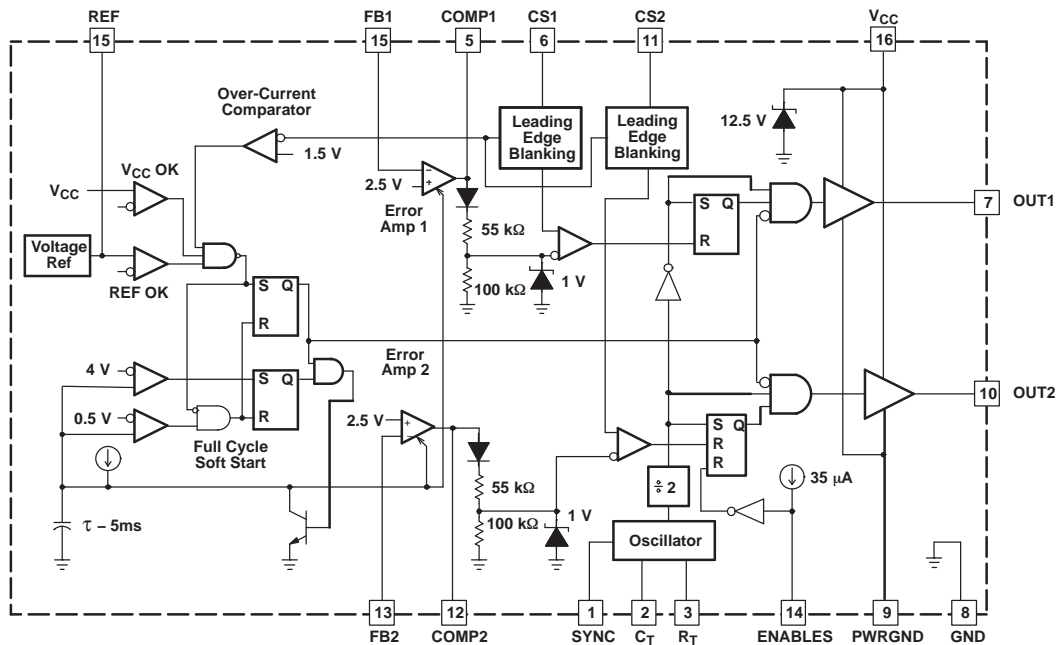 REF
FB1
COMP1
CS1
CS2
VCC
15
15
5
6
11
16
Over-Current
Comparator
Leading
Edge
Blanking
Leading
Edge
Blanking
12.5 V
1.5 V
VCC OK
VCC
2.5 V
–
+
Error
Amp 1
S Q
R
7
OUT1
55 kΩ
Voltage
Ref
REF OK
100 kΩ
1 V
S Q
R
Error
Amp 2
4 V
S Q
R
0.5 V
2.5 V
+
–
10
OUT2
Full Cycle
Soft Start
S Q
R
R
55 kΩ
÷ 2
35 μA
τ – 5ms
100 kΩ
1 V
Oscillator
13
12
1
2
3
14
9
8
FB2
COMP2
SYNC
CT
RT
ENABLES
PWRGND
GND